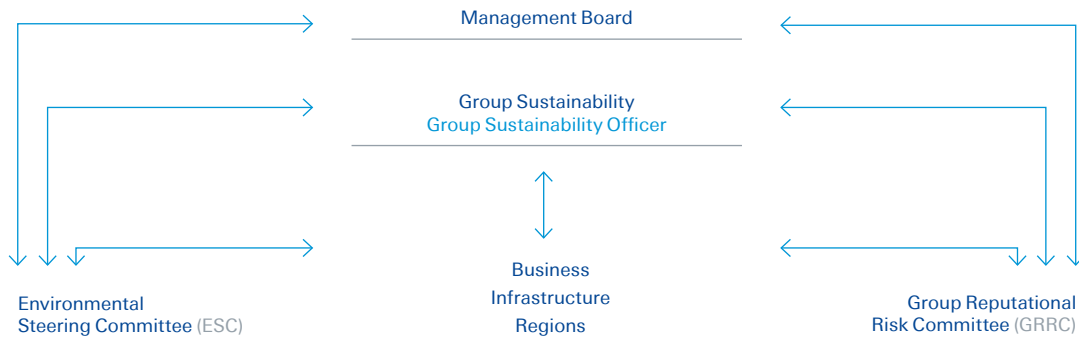 Management Board
Group Sustainability
Group Sustainability Officer
Business
Infrastructure
Regions
Environmental
Steering Committee (ESC)
Group Reputational
Risk Committee (GRRC)